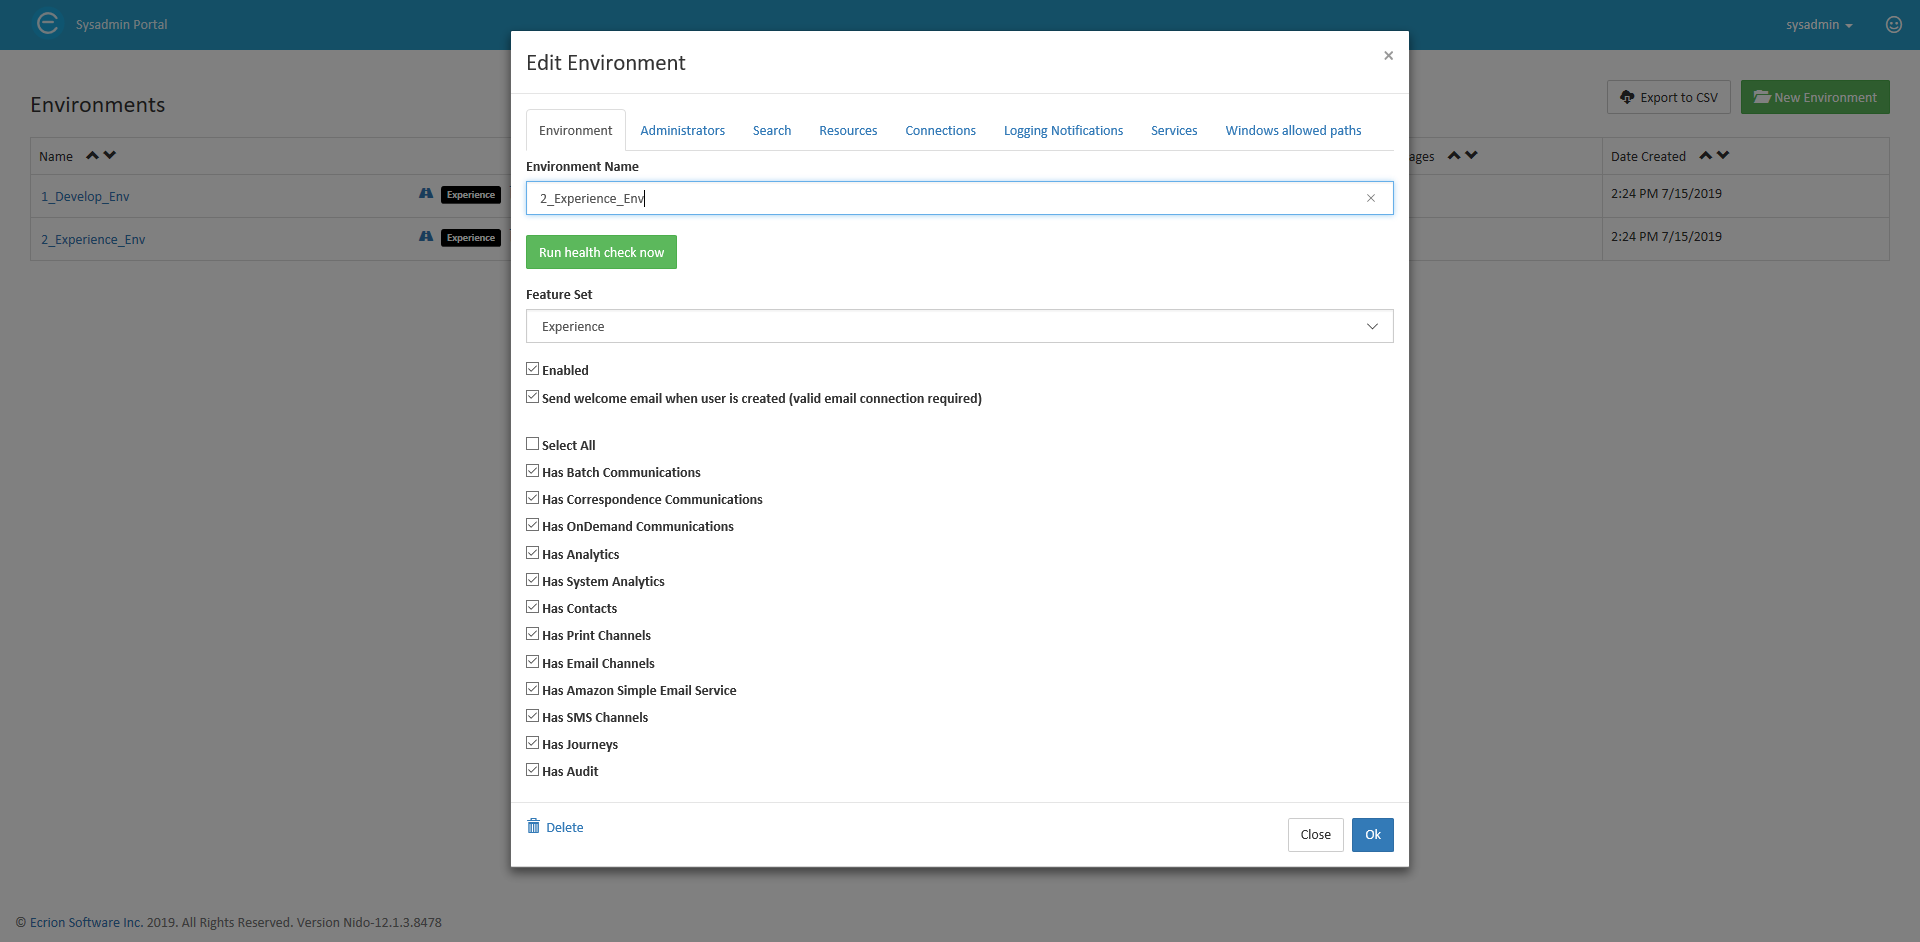 Sysadmin Portal
sysadmin
Environments
Export to CSV
New Environment
Name
ages
Date Created
1_Develop_Env
Experience
2:24 PM 7/15/2019
2_Experience_Env
Experience
2:24 PM 7/15/2019
Edit Environment
Environment
Administrators
Search
Resources
Connections
Logging Notifications
Services
Windows allowed paths
Environment Name
2_Experience_Env
Run health check now
Feature Set
Experience
Enabled
Send welcome email when user is created (valid email connection required)
Select All
Has Batch Communications
Has Correspondence Communications
Has OnDemand Communications
Has Analytics
Has System Analytics
Has Contacts
Has Print Channels
Has Email Channels
Has Amazon Simple Email Service
Has SMS Channels
Has Journeys
Has Audit
Delete
Close
Ok
© Ecrion Software Inc. 2019. All Rights Reserved. Version Nido-12.1.3.8478